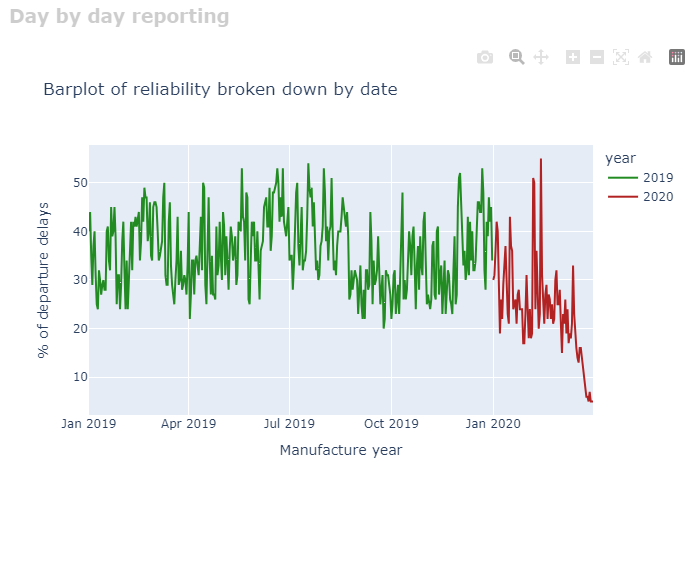 Day by day reporting
Barplot of reliability broken down by date
year
2019
2020
% of departure delays
50
40
30
20
10
Jan 2019
Apr 2019
Jul 2019
Oct 2019
Jan 2020
Manufacture year